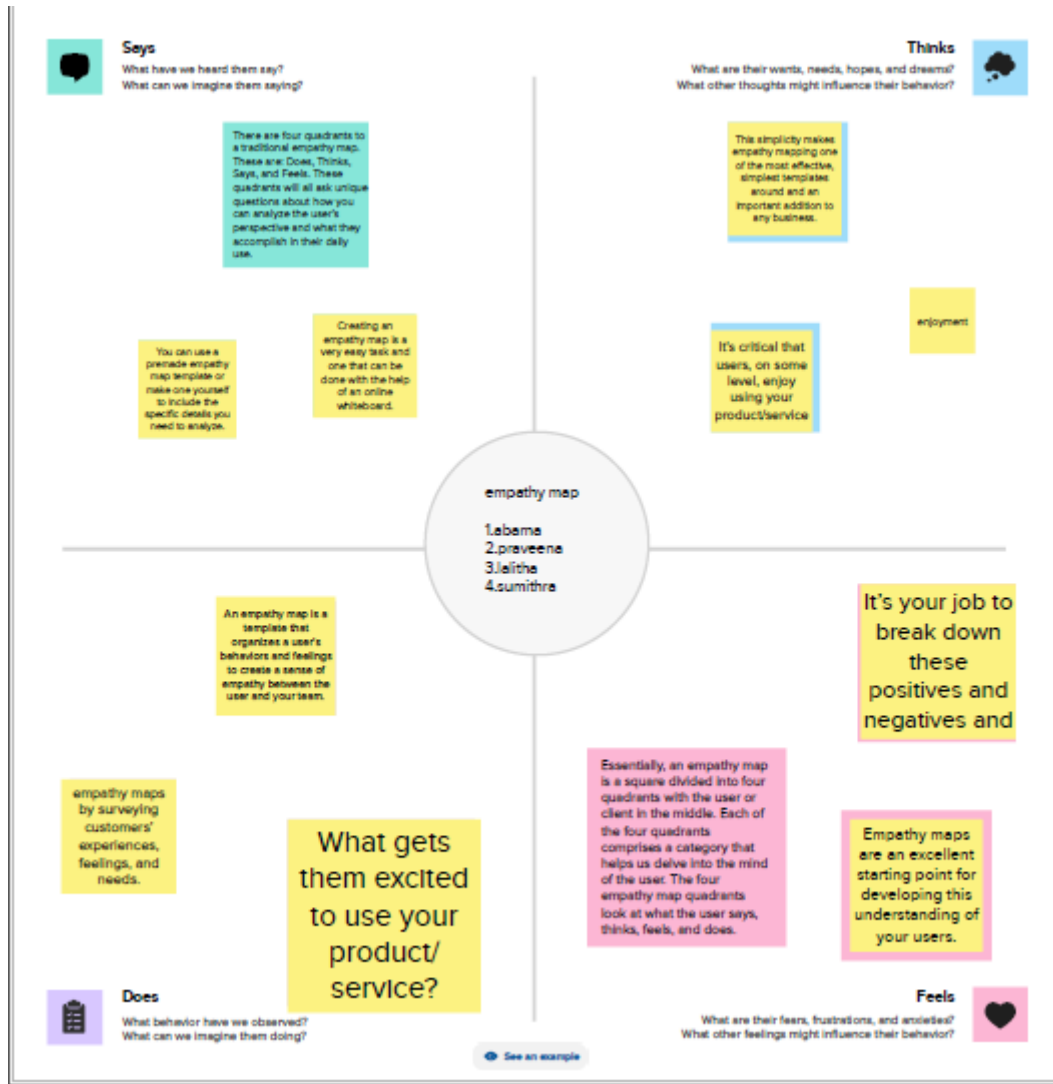 Says
What have we heard them say?
What can we imagine them saying?
Thinks
What are their wants, needs, hopes, and dreams?
What other thoughts might influence their behavior?
There are four quadrants to
a traditional empathy map.
These are: Does, Thinks,
Says, and Feels. These
quadrants will all ask unique
questions about how you
can analyze the user's
perspective and what they
accomplish in their daily
use.
You can use a
premade empathy
map template or
make one yourself
to include the
specific details you
need to analyze.
Creating an
empathy map is a
very easy task and
one that can be
done with the help
of an online
whiteboard.
This simplicity makes
empathy mapping one
of the most effective,
simplest templates
around and an
important addition to
any business.
enjoyment
It's critical that
users, on some
level, enjoy
using your
product/service
empathy map
1.abama
2.praveena
3.lalitha
4.sumithra
An empathy map is a
template that
organizes a user's
behaviors and feelings
to create a sense of
empathy between the
user and your team.
empathy maps
by surveying
customers'
experiences,
feelings, and
needs.
What gets
them excited
to use your
product/
service?
It's your job to
break down
these
positives and
negatives and
Essentially, an empathy map
is a square divided into four
quadrants with the user or
client in the middle. Each of
the four quadrants
comprises a category that
helps us delve into the mind
of the user. The four
empathy map quadrants
look at what the user says,
thinks, feels, and does.
Empathy maps
are an excellent
starting point for
developing this
understanding of
your users.
Does
What behavior have we observed?
What can we imagine them doing?
Feels
What are their fears, frustrations, and anxieties?
What other feelings might influence their behavior?
See an example